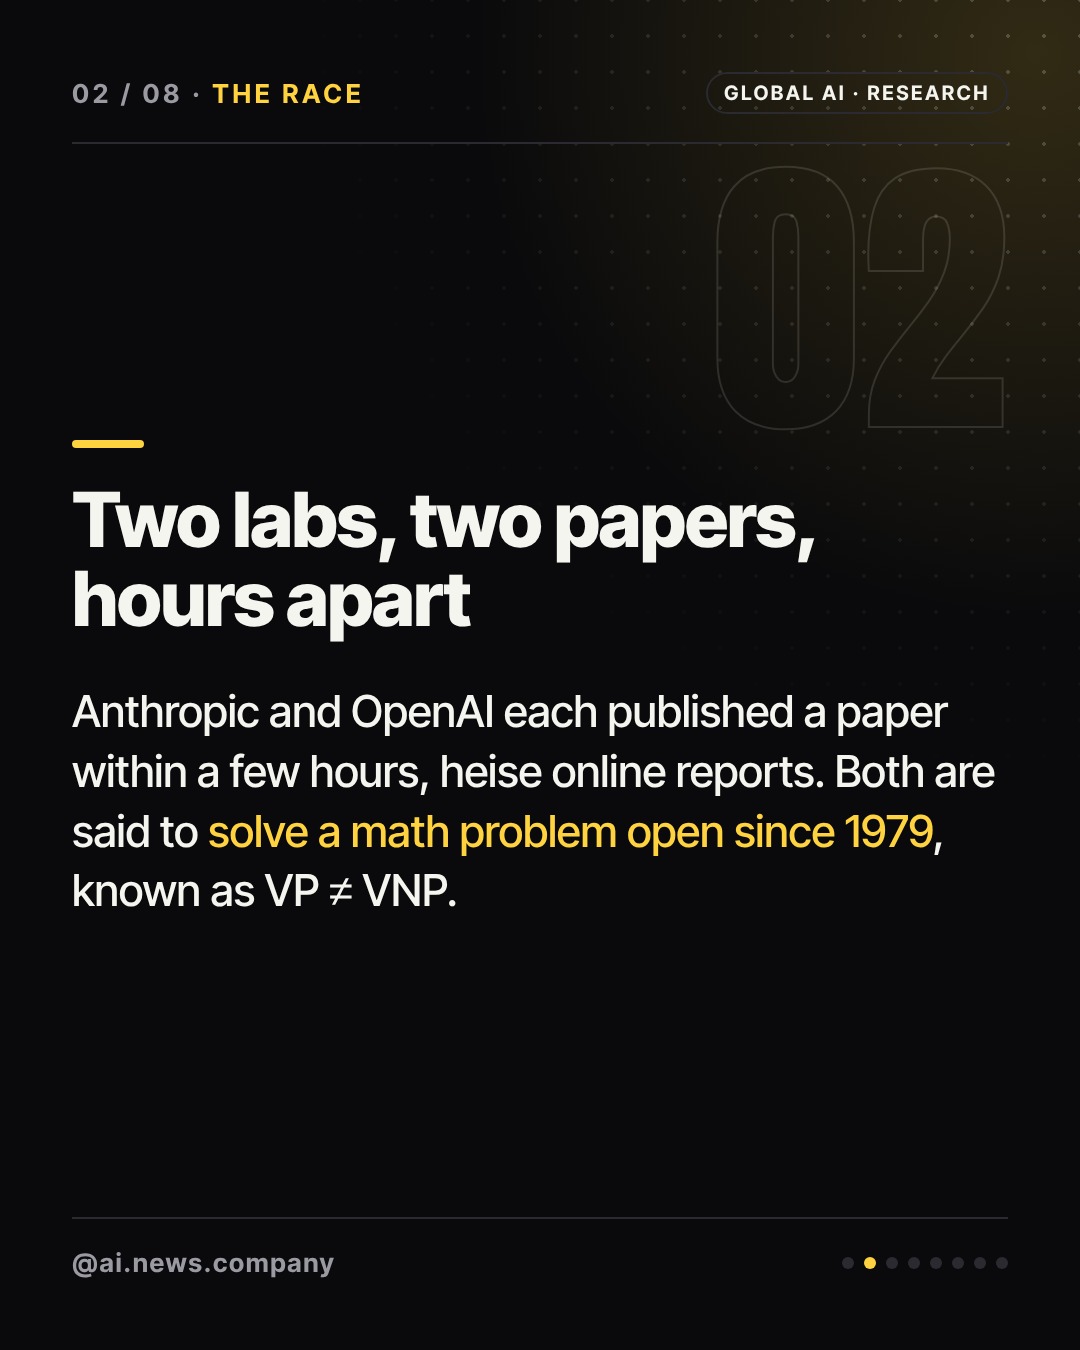 02 / 08 · THE RACE
GLOBAL AI · RESEARCH
02
Two labs, two papers,
hours apart
Anthropic and OpenAI each published a paper
within a few hours, heise online reports. Both are
said to solve a math problem open since 1979,
known as VP ≠ VNP.
@ai.news.company